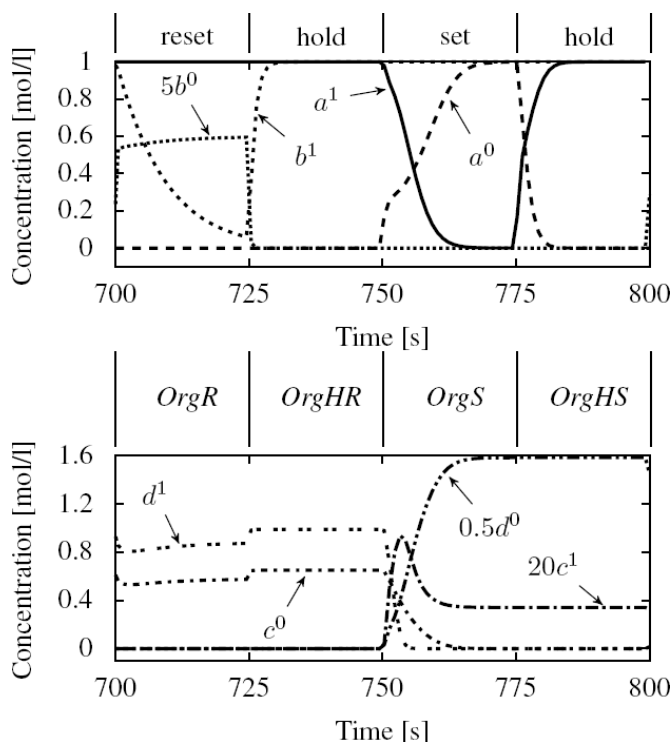 reset hold set hold
Concentration [mol/l]
1
0.8
0.6
0.4
0.2
0
5b⁰
b¹
a¹
a⁰
700 725 750 775 800
Time [s]
OrgR OrgHR OrgS OrgHS
Concentration [mol/l]
1.6
1.2
0.8
0.4
0
d¹
c⁰
0.5d⁰
20c¹
700 725 750 775 800
Time [s]